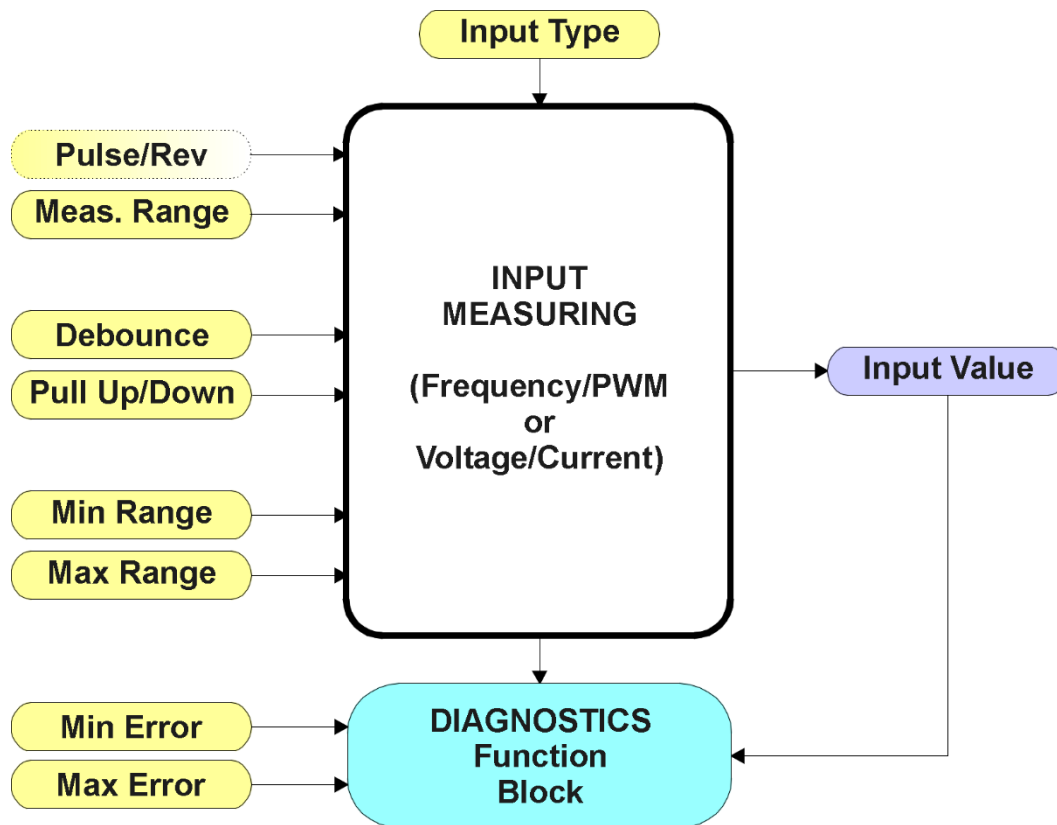 Input Type
Pulse/Rev
Meas. Range
Debounce
Pull Up/Down
Min Range
Max Range
INPUT
MEASURING
(Frequency/PWM
or
Voltage/Current)
Input Value
Min Error
Max Error
DIAGNOSTICS
Function
Block